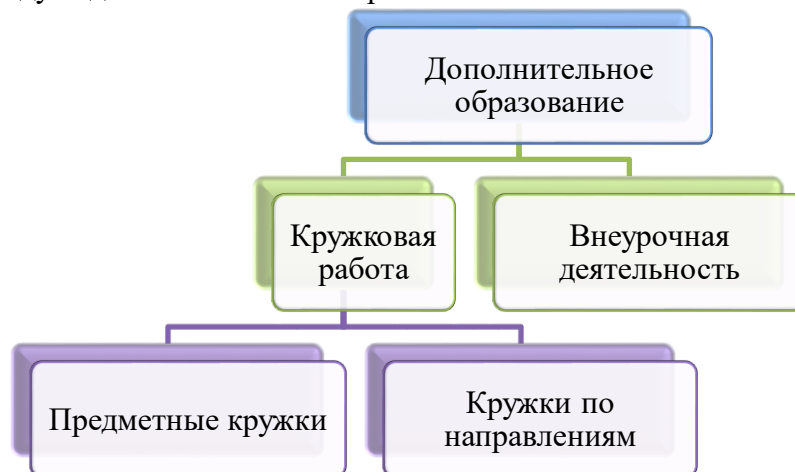 Дополнительное
образование
Кружковая
работа
Внеурочная
деятельность
Предметные кружки
Кружки по
направлениям